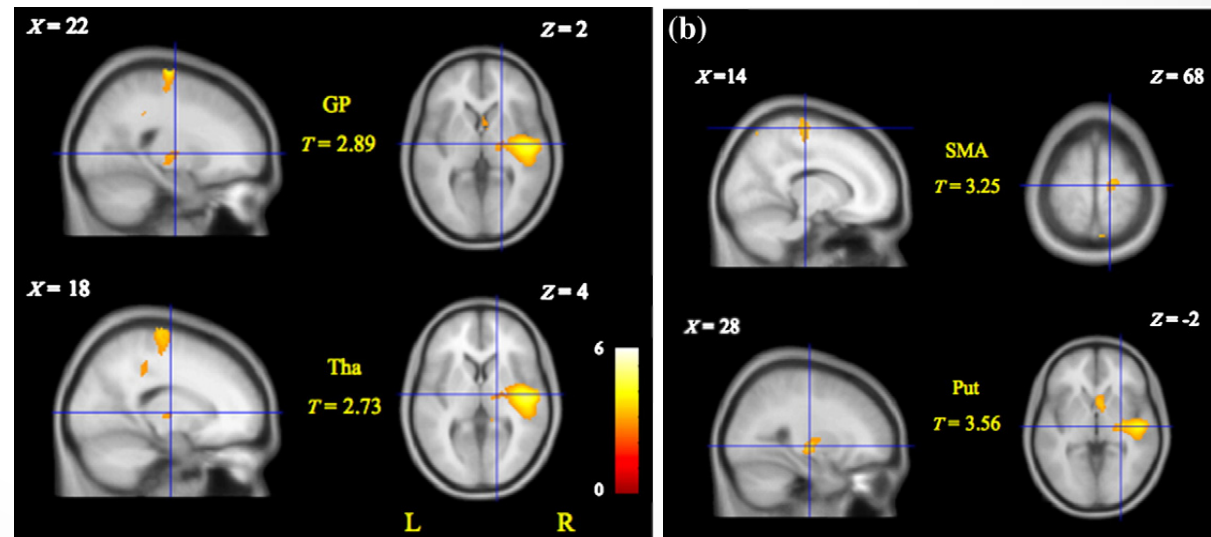 X = 22
Z = 2
GP
T = 2.89
X = 18
Z = 4
Tha
T = 2.73
6
0
L
R
(b)
X =14
Z = 68
SMA
T = 3.25
X = 28
Z = -2
Put
T = 3.56